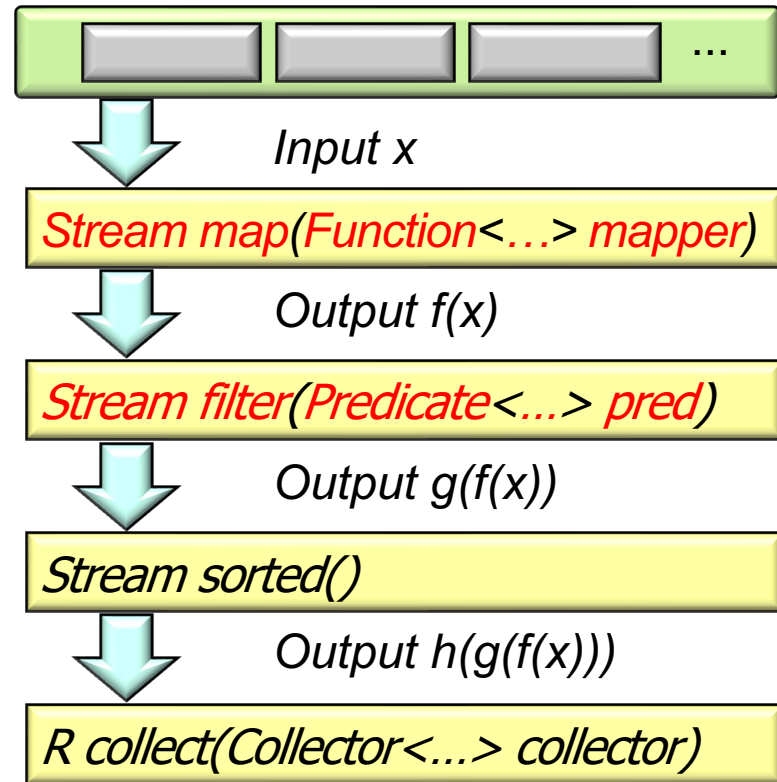 ...
Input x
Stream map(Function<…> mapper)
Output f(x)
Stream filter(Predicate<...> pred)
Output g(f(x))
Stream sorted()
Output h(g(f(x)))
R collect(Collector<...> collector)